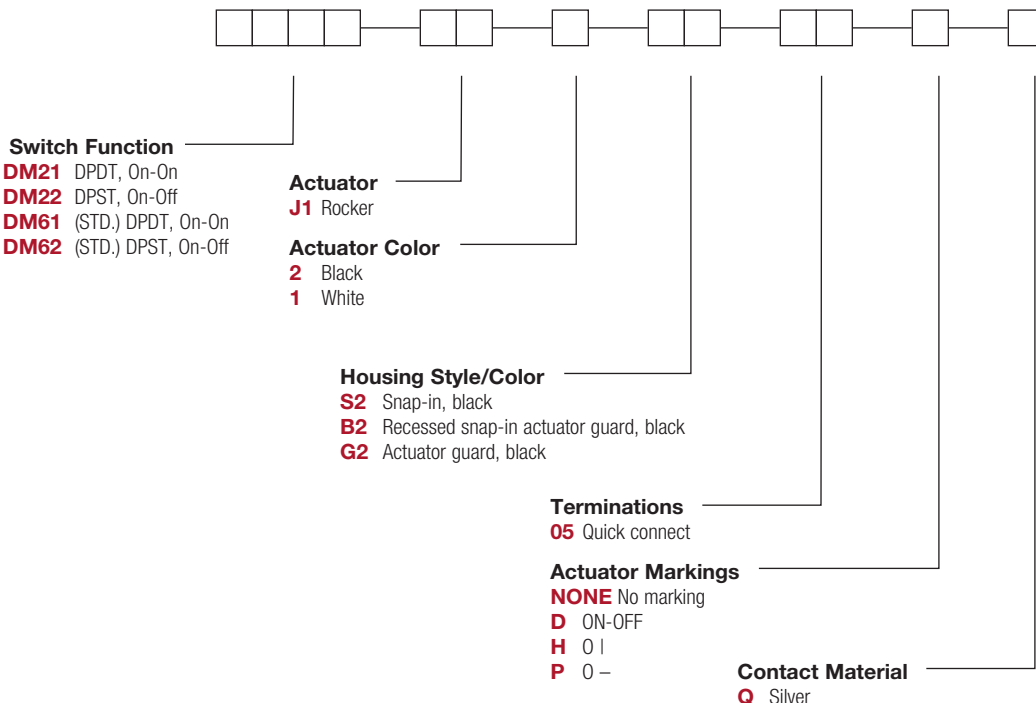 Switch Function
DM21 DPDT, On-On
DM22 DPST, On-Off
DM61 (STD.) DPDT, On-On
DM62 (STD.) DPST, On-Off
Actuator
J1 Rocker
Actuator Color
2 Black
1 White
Housing Style/Color
S2 Snap-in, black
B2 Recessed snap-in actuator guard, black
G2 Actuator guard, black
Terminations
05 Quick connect
Actuator Markings
NONE No marking
D ON-OFF
H O |
P O –
Contact Material
Q Silver